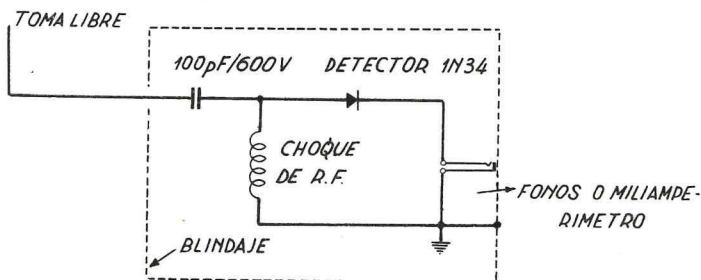 TOMA LIBRE
100pF/600V
DETECTOR 1N34
CHOQUE
DE R.F.
FONOS O MILIAMPE-
RIMETRO
BLINDAJE